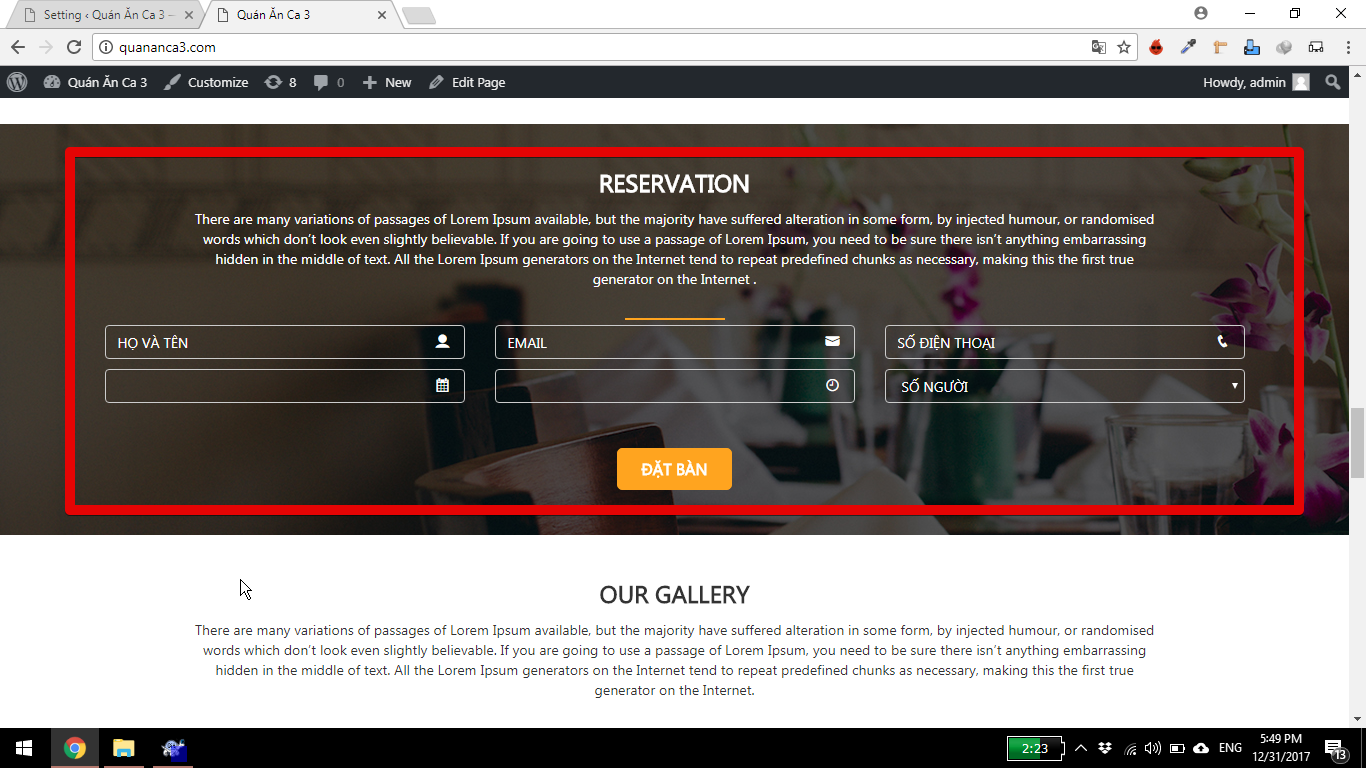 Setting ‹ Quán Ăn Ca 3 —
Quán Ăn Ca 3
quananca3.com
Quán Ăn Ca 3
Customize
8
0
New
Edit Page
Howdy, admin
RESERVATION
There are many variations of passages of Lorem Ipsum available, but the majority have suffered alteration in some form, by injected humour, or randomised
words which don't look even slightly believable. If you are going to use a passage of Lorem Ipsum, you need to be sure there isn't anything embarrassing
hidden in the middle of text. All the Lorem Ipsum generators on the Internet tend to repeat predefined chunks as necessary, making this the first true
generator on the Internet .
HỌ VÀ TÊN
EMAIL
SỐ ĐIỆN THOẠI
SỐ NGƯỜI
ĐẶT BÀN
OUR GALLERY
There are many variations of passages of Lorem Ipsum available, but the majority have suffered alteration in some form, by injected humour, or randomised
words which don't look even slightly believable. If you are going to use a passage of Lorem Ipsum, you need to be sure there isn't anything embarrassing
hidden in the middle of text. All the Lorem Ipsum generators on the Internet tend to repeat predefined chunks as necessary, making this the first true
generator on the Internet.
2:23
ENG
5:49 PM
12/31/2017
13